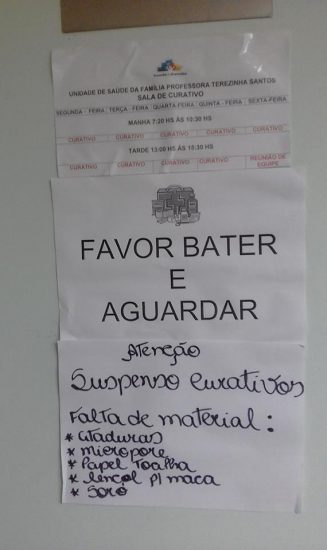 UNIDADE DE SAÚDE DA FAMÍLIA PROFESSORA TEREZINHA SANTOS
SALA DE CURATIVO
SEGUNDA - FEIRA TERÇA - FEIRA QUARTA-FEIRA QUINTA - FEIRA SEXTA-FEIRA
MANHÃ 7:20 HS ÀS 10:30 HS
CURATIVO CURATIVO CURATIVO CURATIVO CURATIVO
TARDE 13:00 HS ÀS 15:30 HS
CURATIVO CURATIVO CURATIVO CURATIVO REUNIÃO DE
EQUIPE
FAVOR BATER
E
AGUARDAR
Atenção
Suspenso Curativos
Falta de material:
* Ataduras
* Micropore
* Papel Toalha
* lençol p/ maca
* Soro